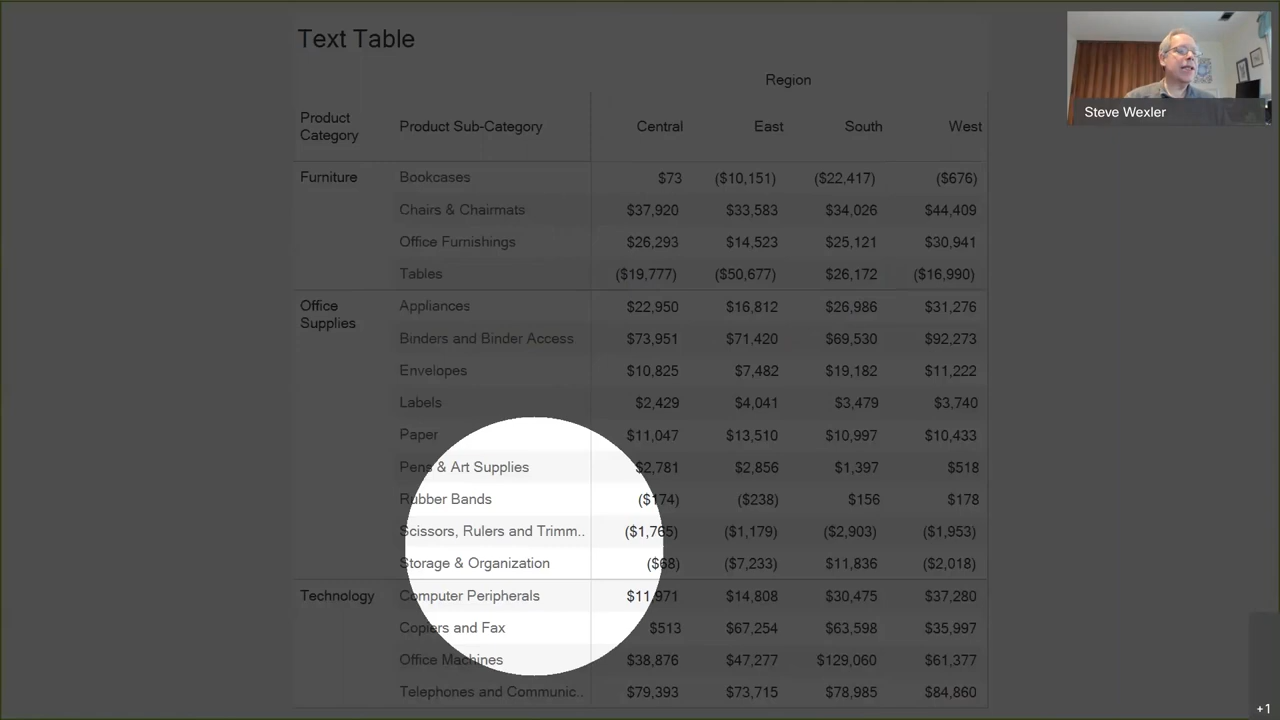 Text Table
Steve Wexler
Region
Product Category Product Sub-Category Central East South West
Furniture Bookcases $73 ($10,151) ($22,417) ($676)
Chairs & Chairmats $37,920 $33,583 $34,026 $44,409
Office Furnishings $26,293 $14,523 $25,121 $30,941
Tables ($19,777) ($50,677) $26,172 ($16,990)
Office Supplies Appliances $22,950 $16,812 $26,986 $31,276
Binders and Binder Access $73,951 $71,420 $69,530 $92,273
Envelopes $10,825 $7,482 $19,182 $11,222
Labels $2,429 $4,041 $3,479 $3,740
Paper $11,047 $13,510 $10,997 $10,433
Pens & Art Supplies $2,781 $2,856 $1,397 $518
Rubber Bands ($174) ($238) $156 $178
Scissors, Rulers and Trimm.. ($1,765) ($1,179) ($2,903) ($1,953)
Storage & Organization ($68) ($7,233) $11,836 ($2,018)
Technology Computer Peripherals $11,971 $14,808 $30,475 $37,280
Copiers and Fax $513 $67,254 $63,598 $35,997
Office Machines $38,876 $47,277 $129,060 $61,377
Telephones and Communic.. $79,393 $73,715 $78,985 $84,860
+1